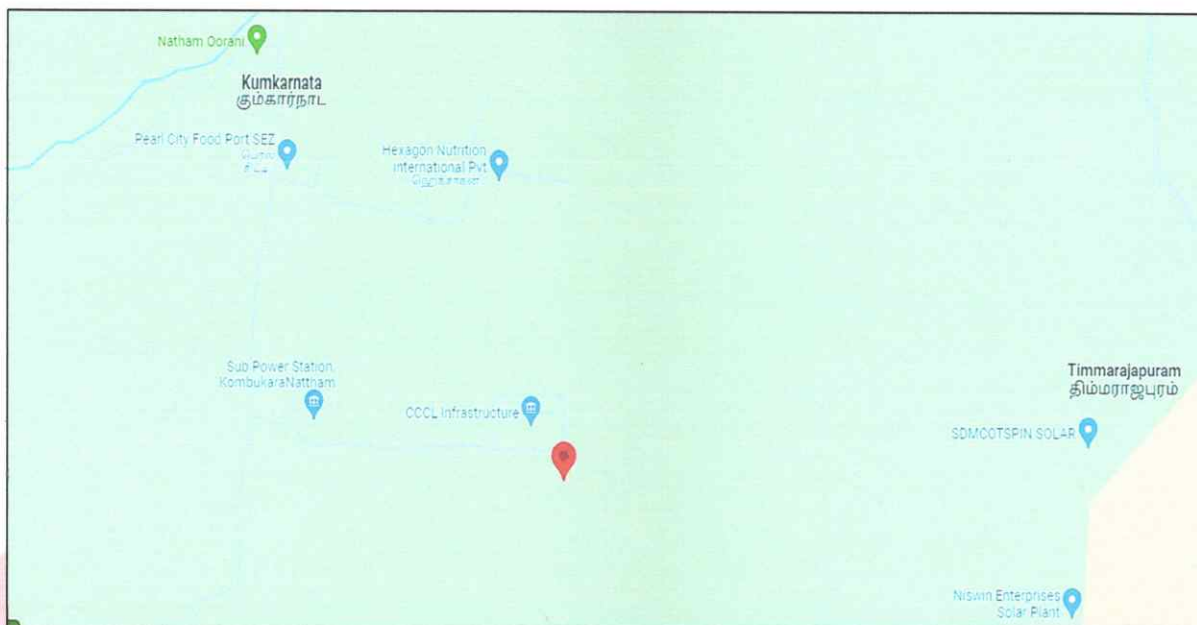 Natham Oorani
Kumkarnata
கும்கார்நாட
Pearl City Food Port SEZ
பேர்ல்
சிட்டி
Hexagon Nutrition
International Pvt
ஹெக்சாகன்
Sub Power Station,
KombukaraNattham
CCCL Infrastructure
Timmarajapuram
திம்மராஜபுரம்
SDMCOTSPIN SOLAR
Niswin Enterprises
Solar Plant